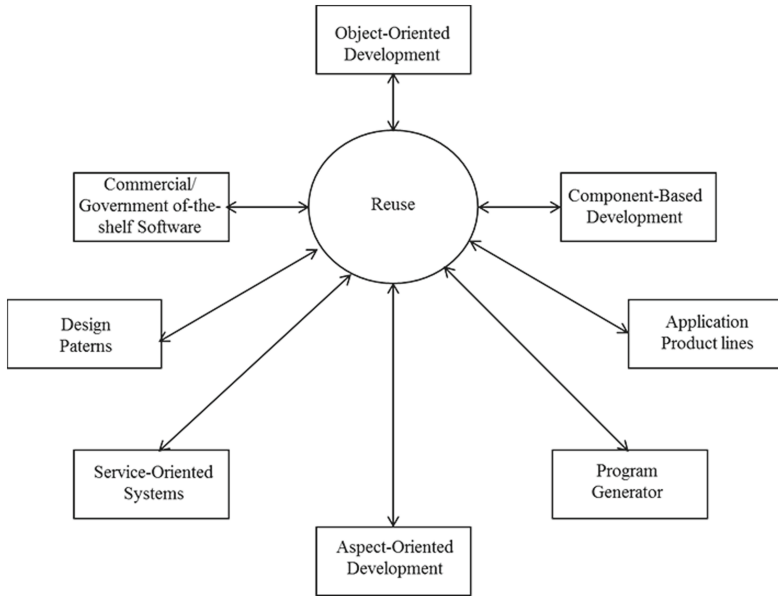 Object-Oriented
Development
Commercial/
Government of-the-
shelf Software
Reuse
Component-Based
Development
Design
Paterns
Application
Product lines
Service-Oriented
Systems
Program
Generator
Aspect-Oriented
Development